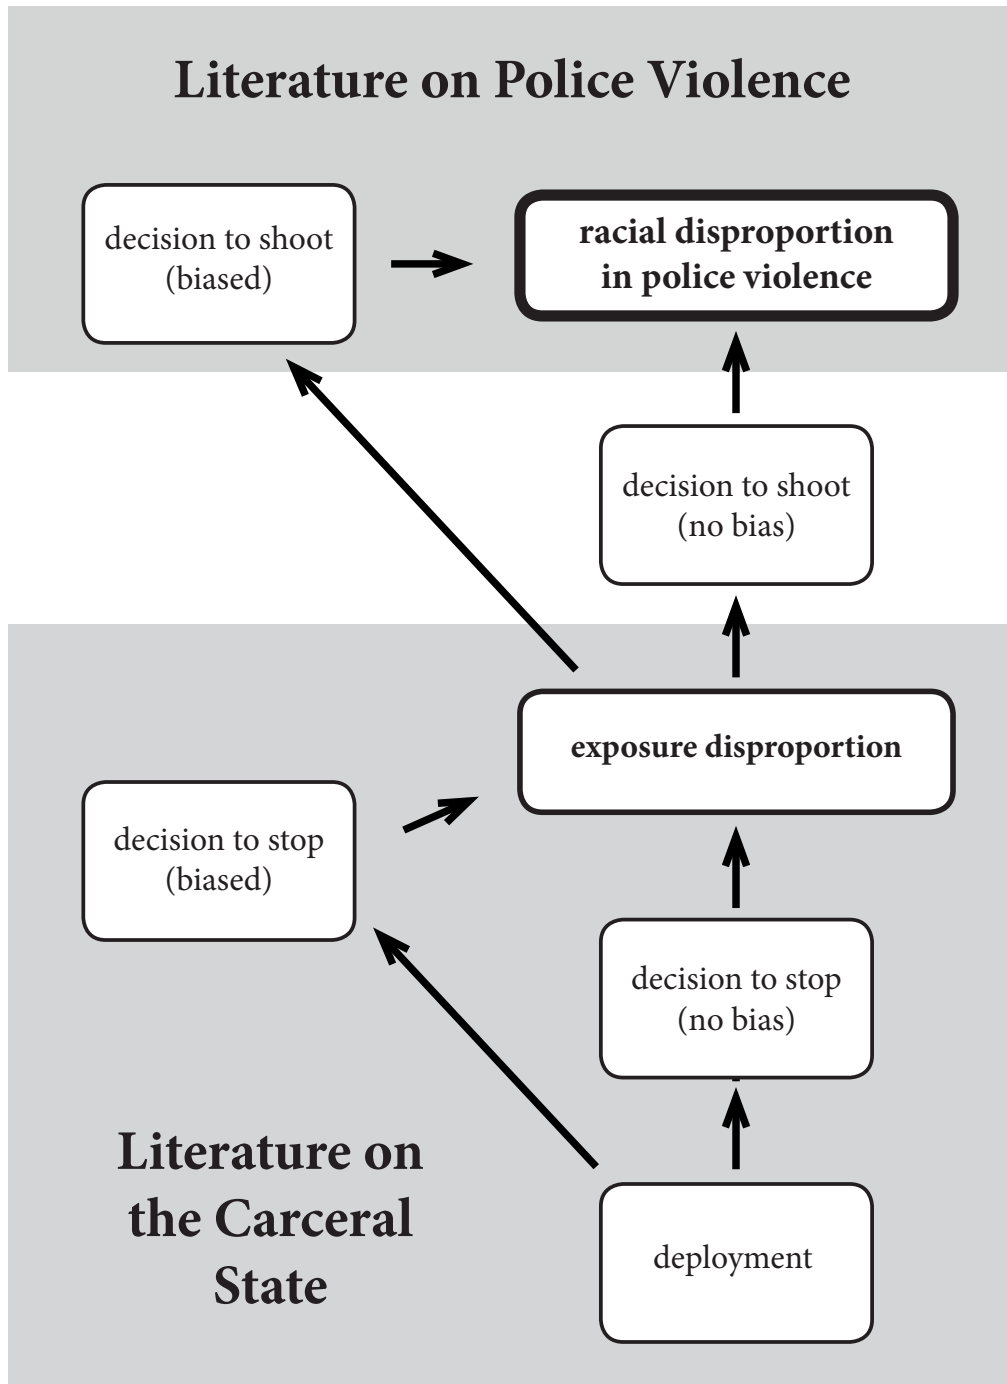 Literature on Police Violence
decision to shoot
(biased)
racial disproportion
in police violence
decision to shoot
(no bias)
exposure disproportion
decision to stop
(biased)
decision to stop
(no bias)
Literature on
the Carceral
State
deployment